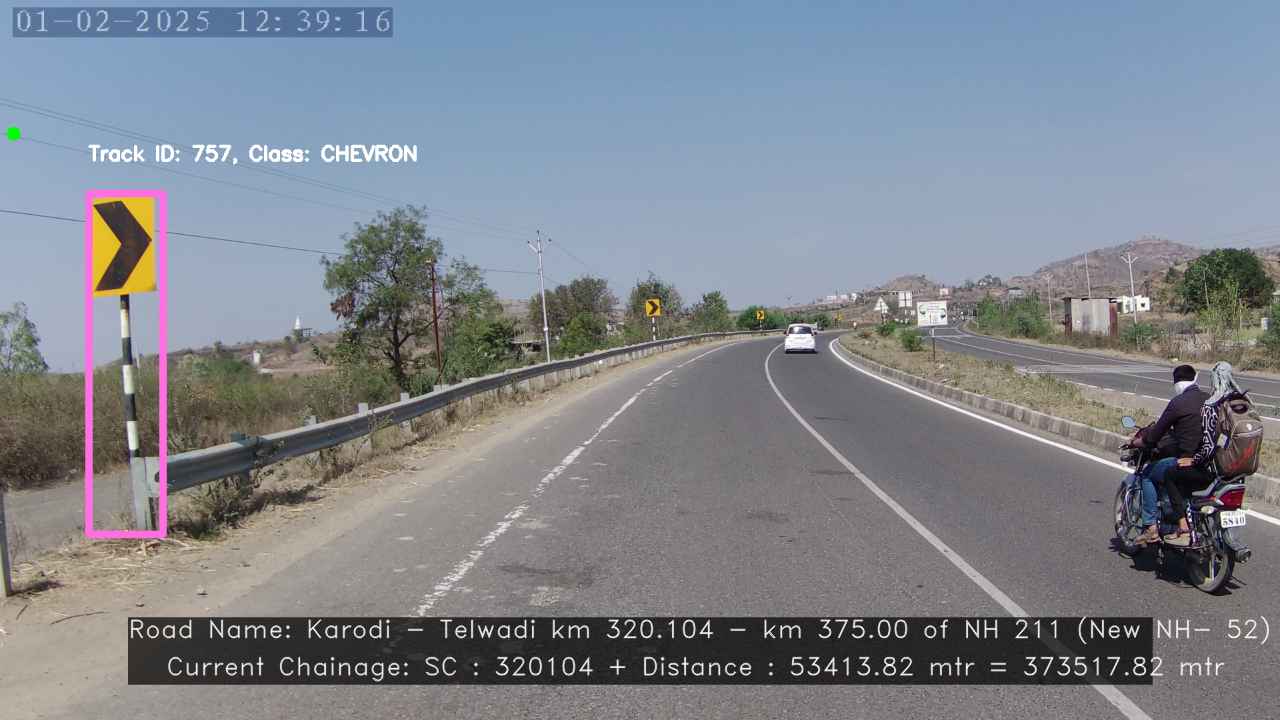 01-02-2025 12:39:16
Track ID: 757, Class: CHEVRON
5840
Road Name: Karodi - Telwadi km 320.104 - km 375.00 of NH 211 (New NH- 52)
Current Chainage: SC : 320104 + Distance : 53413.82 mtr = 373517.82 mtr